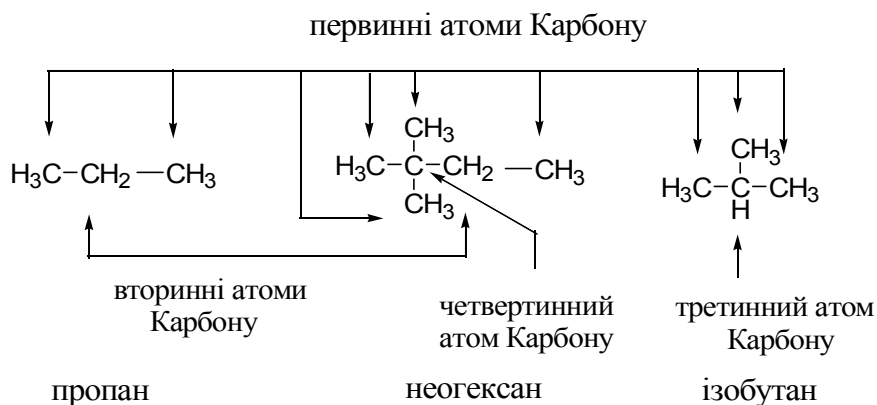 первинні атоми Карбону
CH3 CH3
H3C–CH2 —CH3 H3C–C–CH2 —CH3 H3C–C–CH3
CH3 H
вторинні атоми Карбону
четвертинний атом Карбону
третинний атом Карбону
пропан неогексан ізобутан